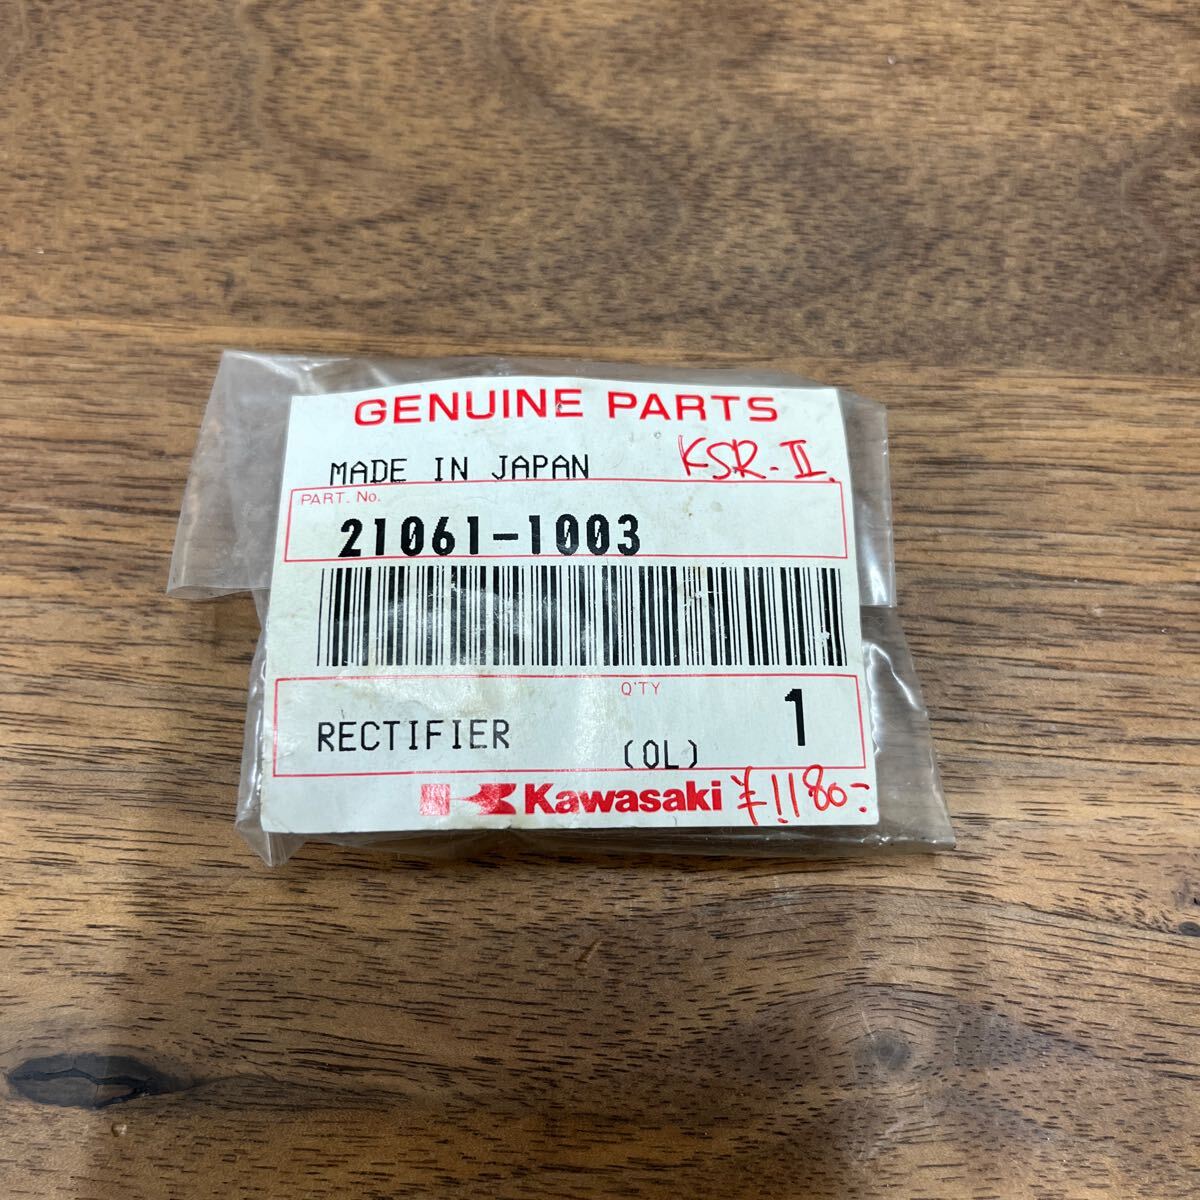 GENUINE PARTS
MADE IN JAPAN KSR-II.
PART. No.
21061-1003
Q'TY
RECTIFIER (OL) 1
Kawasaki ¥1180-